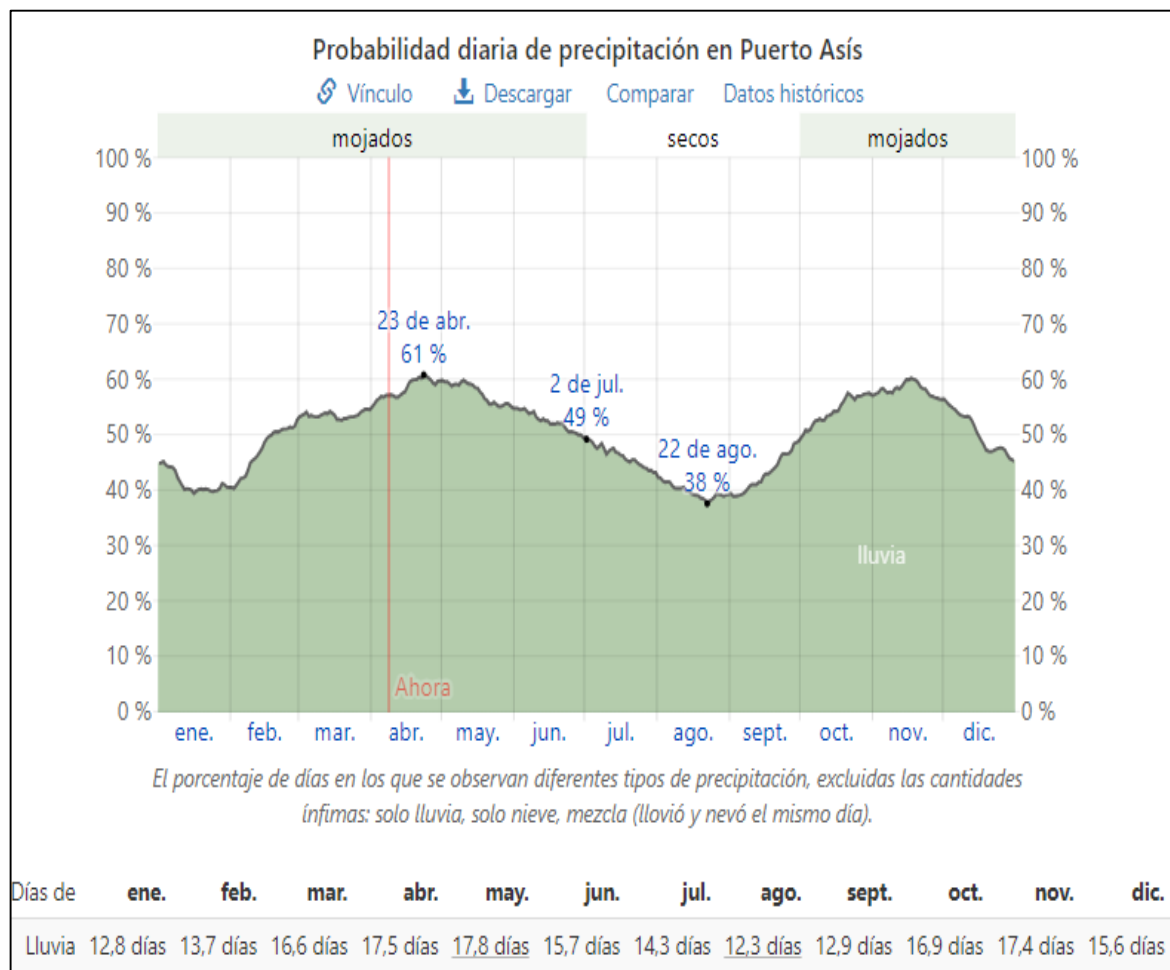 Probabilidad diaria de precipitación en Puerto Asís
Vínculo Descargar Comparar Datos históricos
mojados secos mojados
100 % 100 %
90 % 90 %
80 % 80 %
70 % 70 %
23 de abr.
61 %
60 % 60 %
2 de jul.
49 %
50 % 50 %
22 de ago.
38 %
40 % 40 %
30 % 30 %
lluvia
20 % 20 %
10 % 10 %
Ahora
0 % 0 %
ene. feb. mar. abr. may. jun. jul. ago. sept. oct. nov. dic.
El porcentaje de días en los que se observan diferentes tipos de precipitación, excluidas las cantidades
ínfimas: solo lluvia, solo nieve, mezcla (llovió y nevó el mismo día).
Días de ene. feb. mar. abr. may. jun. jul. ago. sept. oct. nov. dic.
Lluvia 12,8 días 13,7 días 16,6 días 17,5 días 17,8 días 15,7 días 14,3 días 12,3 días 12,9 días 16,9 días 17,4 días 15,6 días